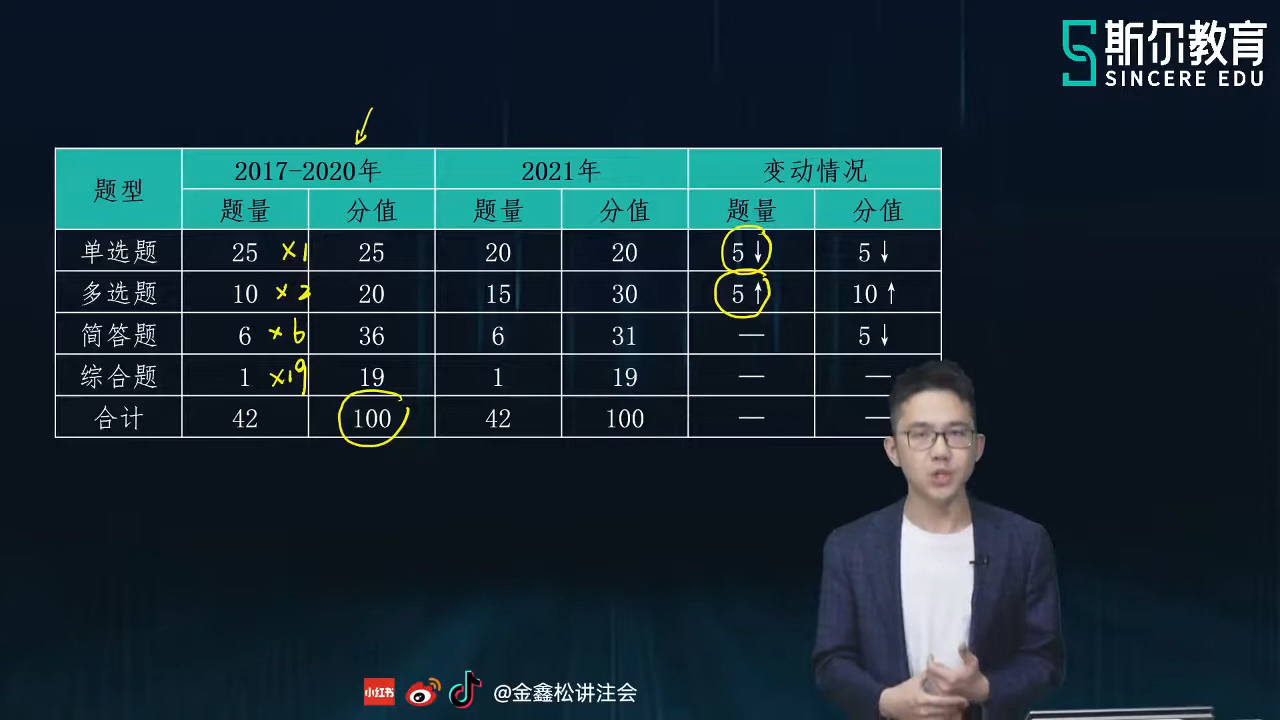 斯尔教育
SINCERE EDU
题型 2017-2020年 2021年 变动情况
题量 分值 题量 分值 题量 分值
单选题 25 ×1 25 20 20 5↓ 5↓
多选题 10 ×2 20 15 30 5↑ 10↑
简答题 6 ×6 36 6 31 — 5↓
综合题 1 ×19 19 1 19 — —
合计 42 100 42 100 — —
小红书 @金鑫松讲注会